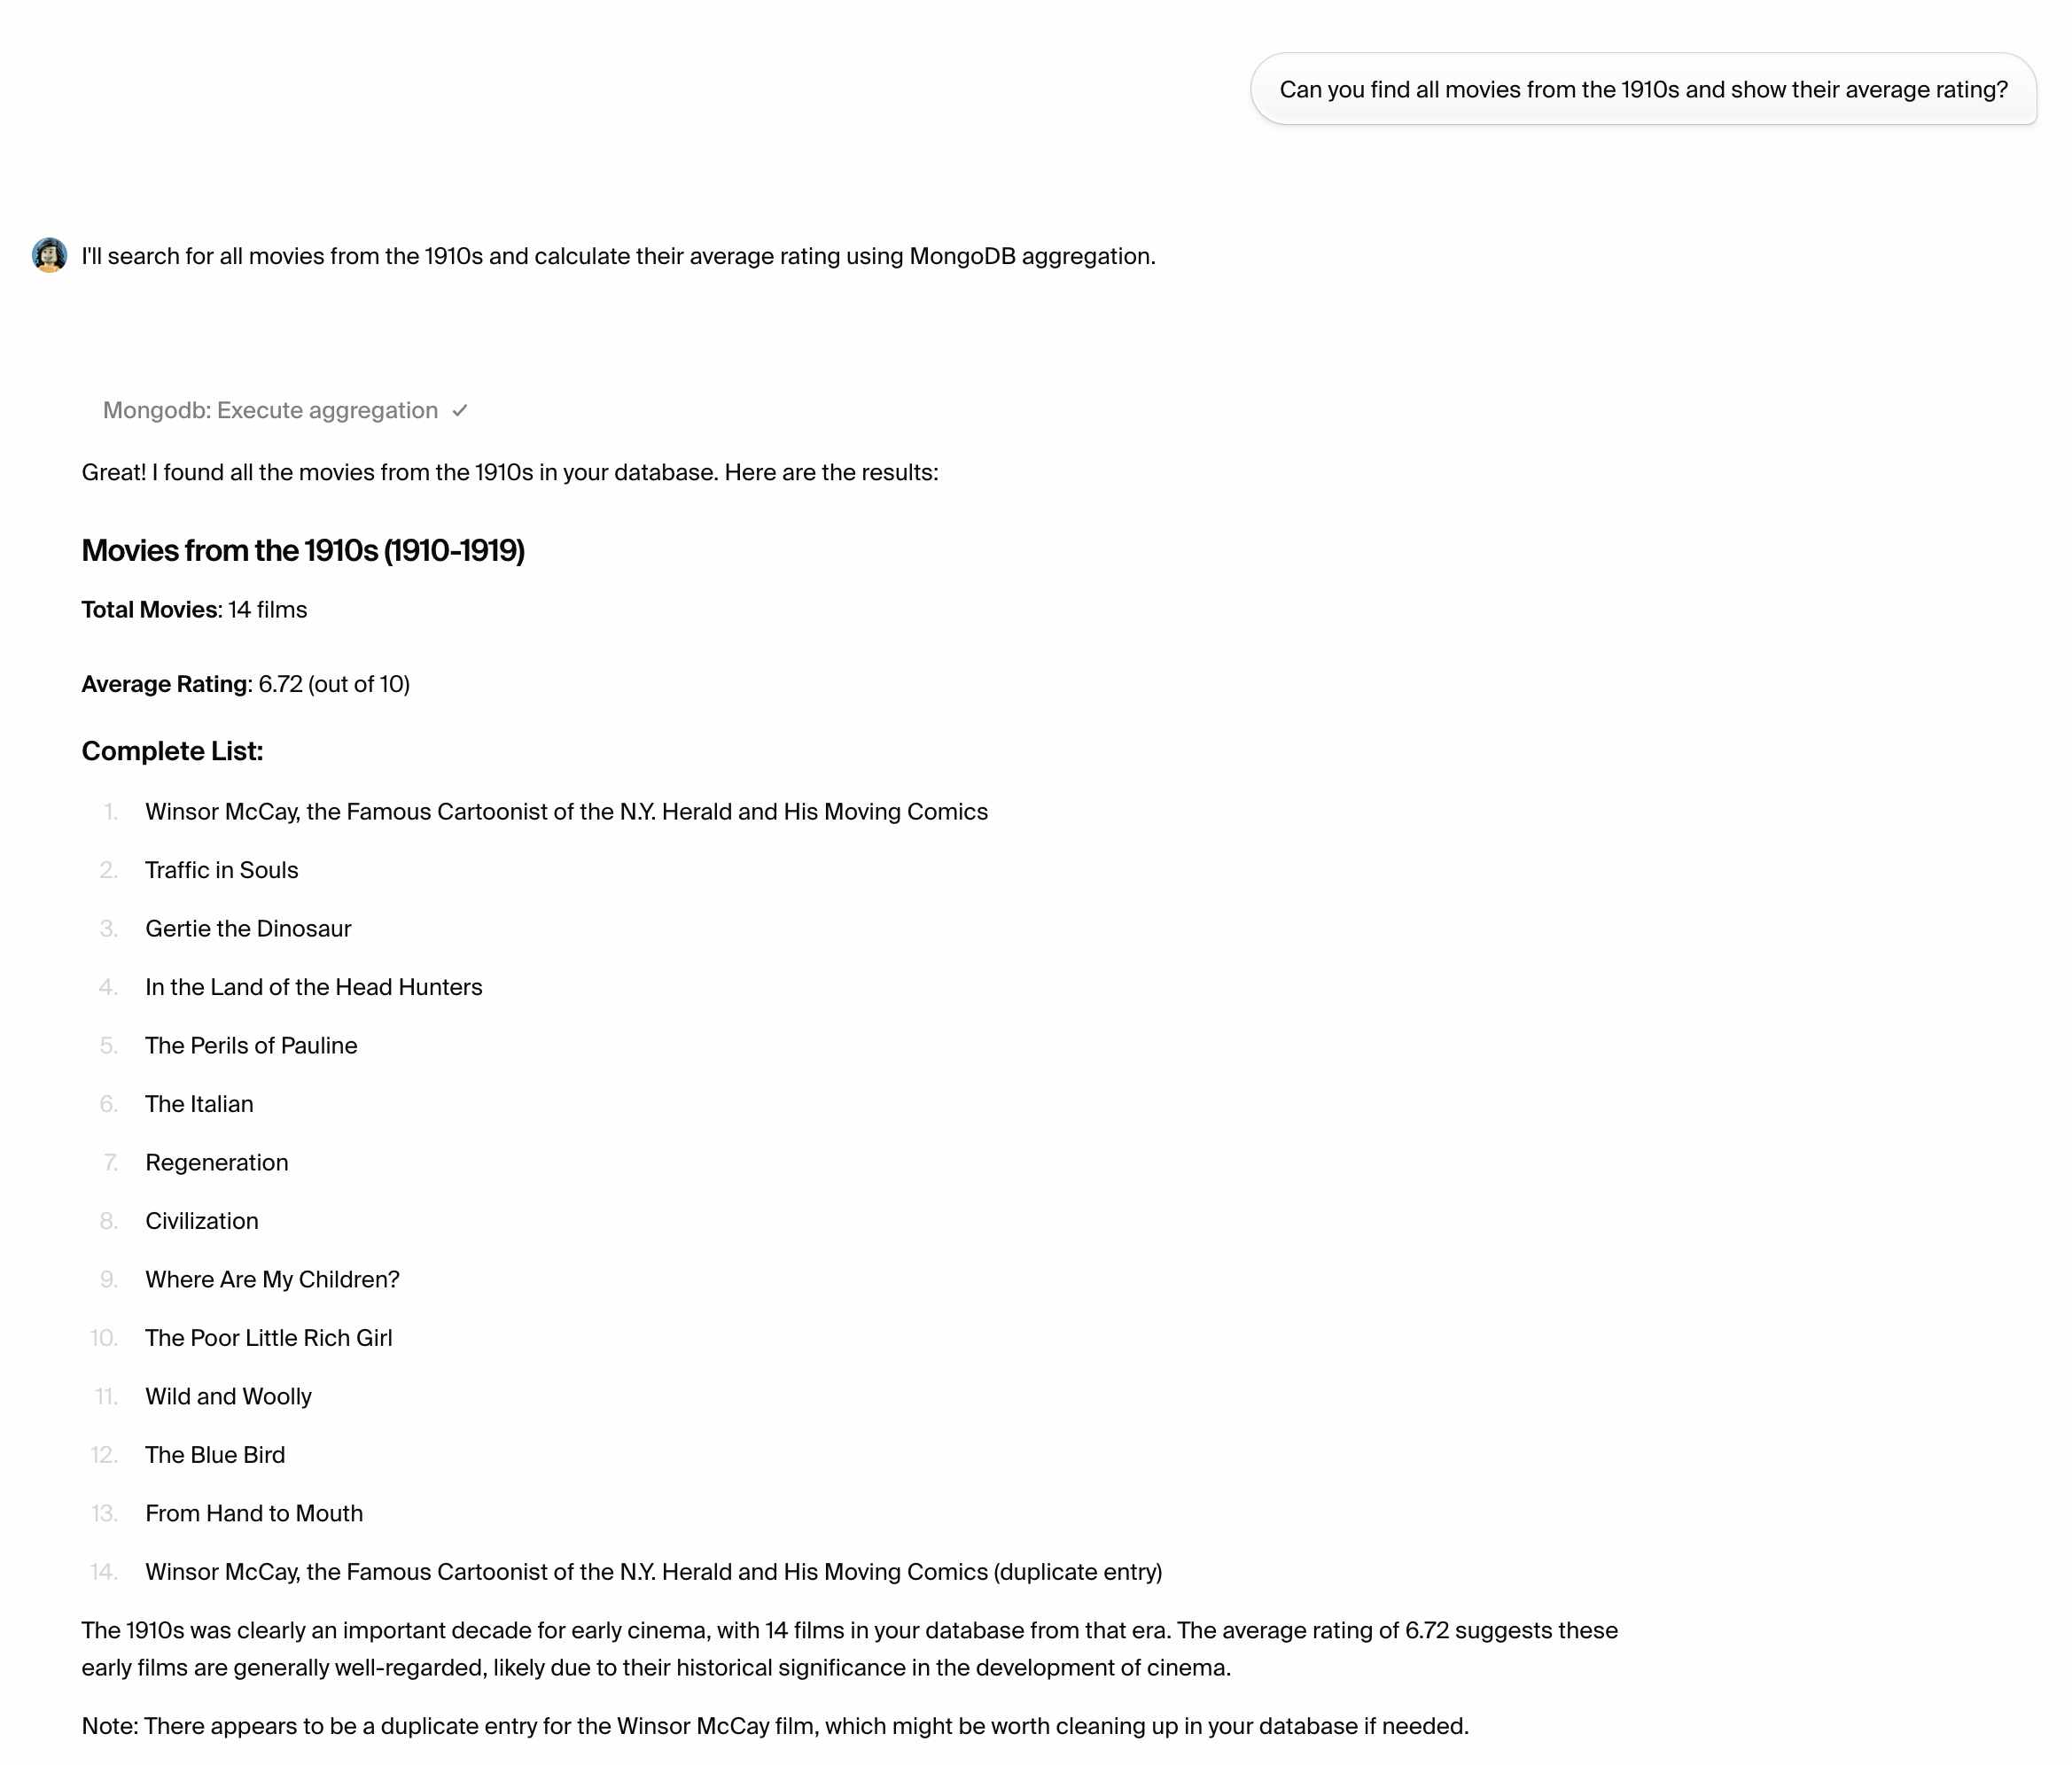 Can you find all movies from the 1910s and show their average rating?
I'll search for all movies from the 1910s and calculate their average rating using MongoDB aggregation.
Mongodb: Execute aggregation ✓
Great! I found all the movies from the 1910s in your database. Here are the results:
Movies from the 1910s (1910-1919)
Total Movies: 14 films
Average Rating: 6.72 (out of 10)
Complete List:
1. Winsor McCay, the Famous Cartoonist of the N.Y. Herald and His Moving Comics
2. Traffic in Souls
3. Gertie the Dinosaur
4. In the Land of the Head Hunters
5. The Perils of Pauline
6. The Italian
7. Regeneration
8. Civilization
9. Where Are My Children?
10. The Poor Little Rich Girl
11. Wild and Woolly
12. The Blue Bird
13. From Hand to Mouth
14. Winsor McCay, the Famous Cartoonist of the N.Y. Herald and His Moving Comics (duplicate entry)
The 1910s was clearly an important decade for early cinema, with 14 films in your database from that era. The average rating of 6.72 suggests these
early films are generally well-regarded, likely due to their historical significance in the development of cinema.
Note: There appears to be a duplicate entry for the Winsor McCay film, which might be worth cleaning up in your database if needed.